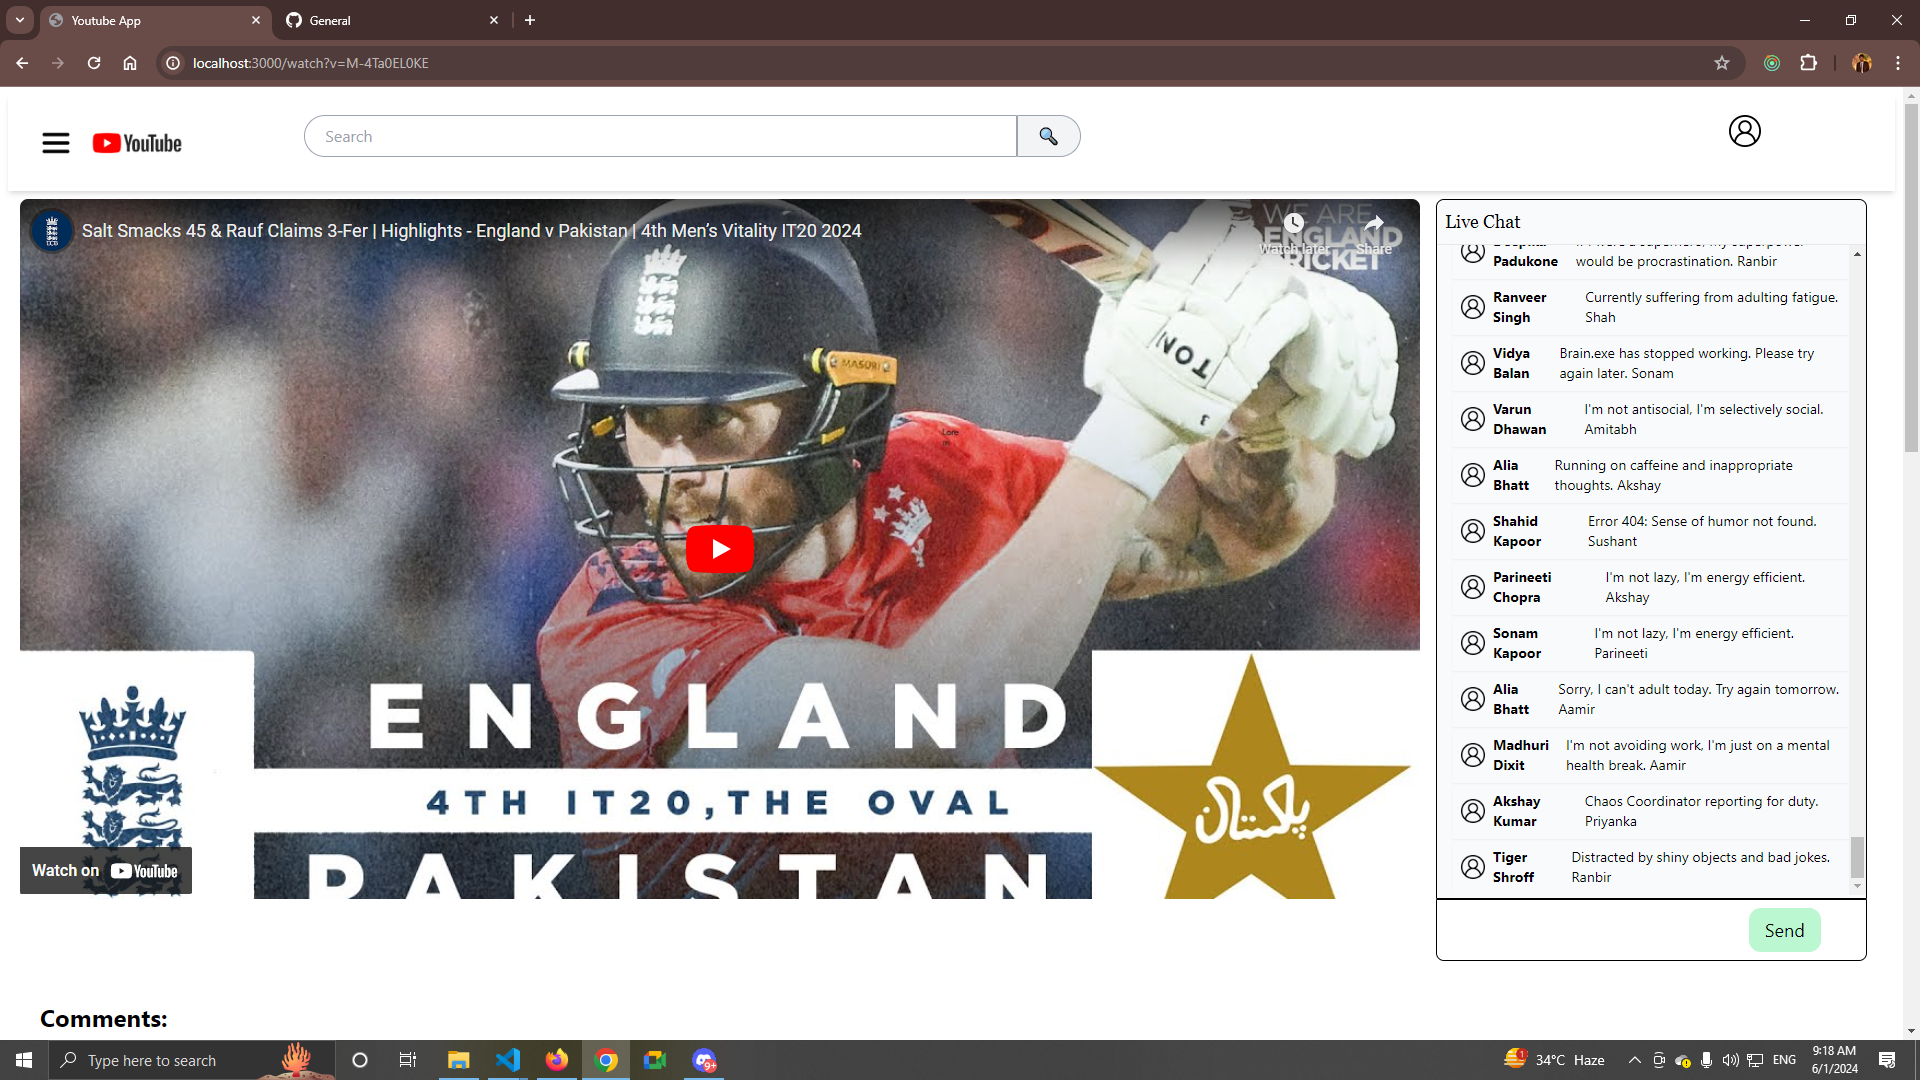 Youtube App
General
localhost:3000/watch?v=M-4Ta0EL0KE
YouTube
Search
Salt Smacks 45 & Rauf Claims 3-Fer | Highlights - England v Pakistan | 4th Men's Vitality IT20 2024
WE ARE
ENGLAND
CRICKET
Watch later
Share
MASURI
TON
3
Lore
m
ENGLAND
4TH IT20, THE OVAL
PAKISTAN
پاکستان
Watch on YouTube
Live Chat
Padukone would be procrastination. Ranbir
Ranveer Currently suffering from adulting fatigue.
Singh Shah
Vidya Brain.exe has stopped working. Please try
Balan again later. Sonam
Varun I'm not antisocial, I'm selectively social.
Dhawan Amitabh
Alia Running on caffeine and inappropriate
Bhatt thoughts. Akshay
Shahid Error 404: Sense of humor not found.
Kapoor Sushant
Parineeti I'm not lazy, I'm energy efficient.
Chopra Akshay
Sonam I'm not lazy, I'm energy efficient.
Kapoor Parineeti
Alia Sorry, I can't adult today. Try again tomorrow.
Bhatt Aamir
Madhuri I'm not avoiding work, I'm just on a mental
Dixit health break. Aamir
Akshay Chaos Coordinator reporting for duty.
Kumar Priyanka
Tiger Distracted by shiny objects and bad jokes.
Shroff Ranbir
Send
Comments:
Type here to search
9+
1
34°C Haze
ENG
9:18 AM
6/1/2024